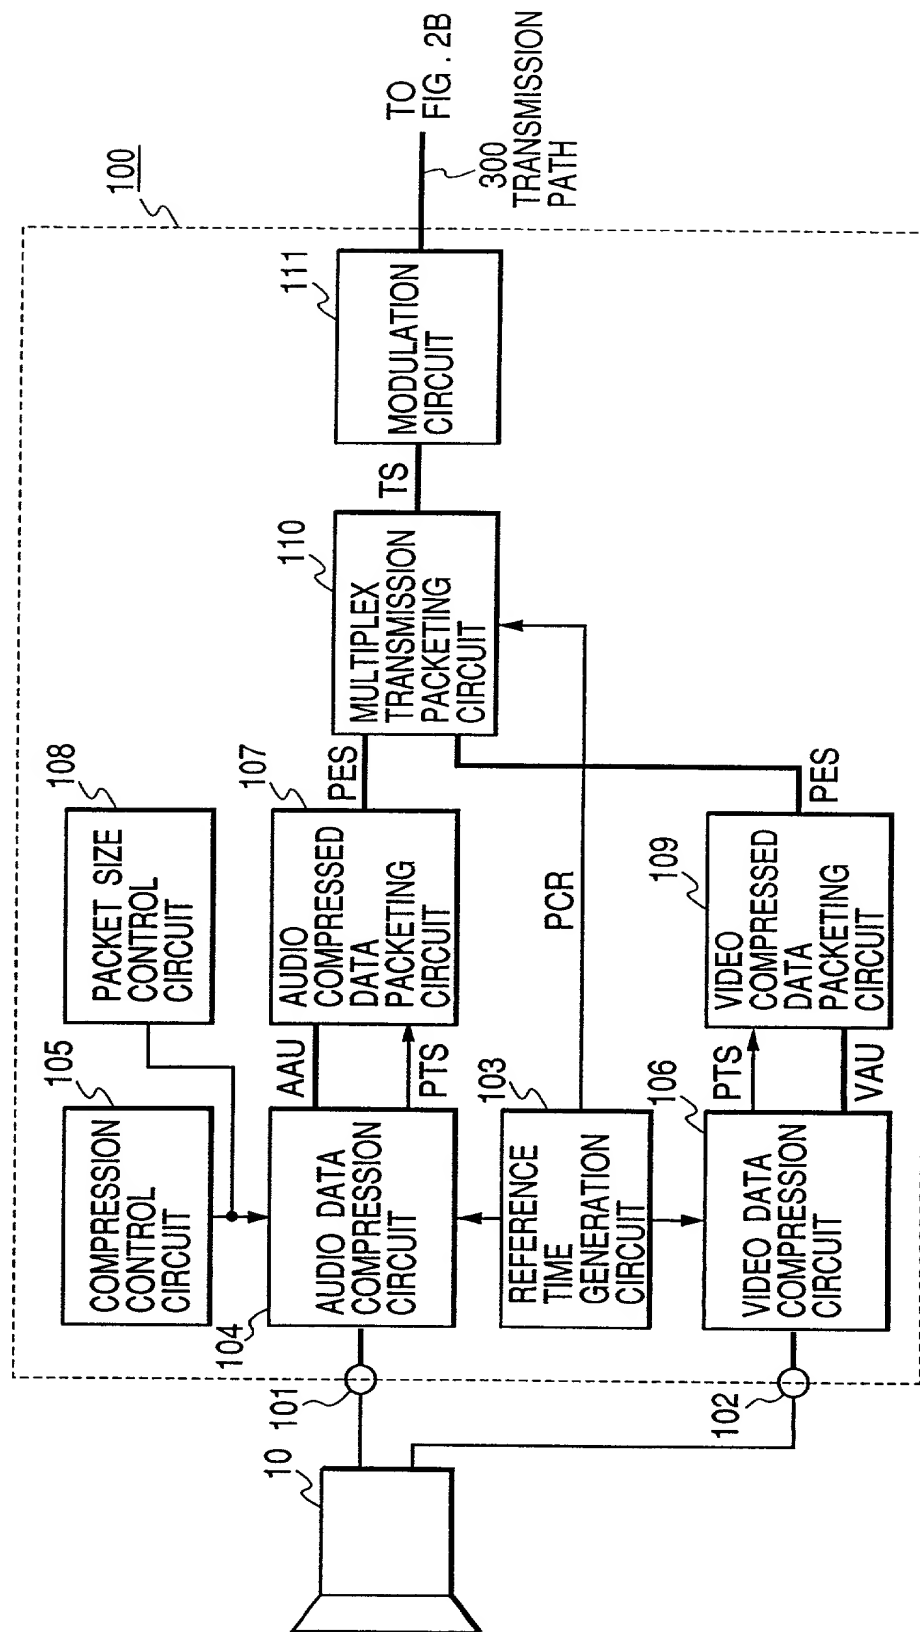 100
10
101
102
105
COMPRESSION
CONTROL
CIRCUIT
108
PACKET SIZE
CONTROL
CIRCUIT
104
AUDIO DATA
COMPRESSION
CIRCUIT
AAU
PTS
107
AUDIO
COMPRESSED
DATA
PACKETING
CIRCUIT
PES
103
REFERENCE
TIME
GENERATION
CIRCUIT
PCR
106
VIDEO DATA
COMPRESSION
CIRCUIT
PTS
VAU
109
VIDEO
COMPRESSED
DATA
PACKETING
CIRCUIT
PES
110
MULTIPLEX
TRANSMISSION
PACKETING
CIRCUIT
TS
111
MODULATION
CIRCUIT
TO
FIG. 2B
300
TRANSMISSION
PATH